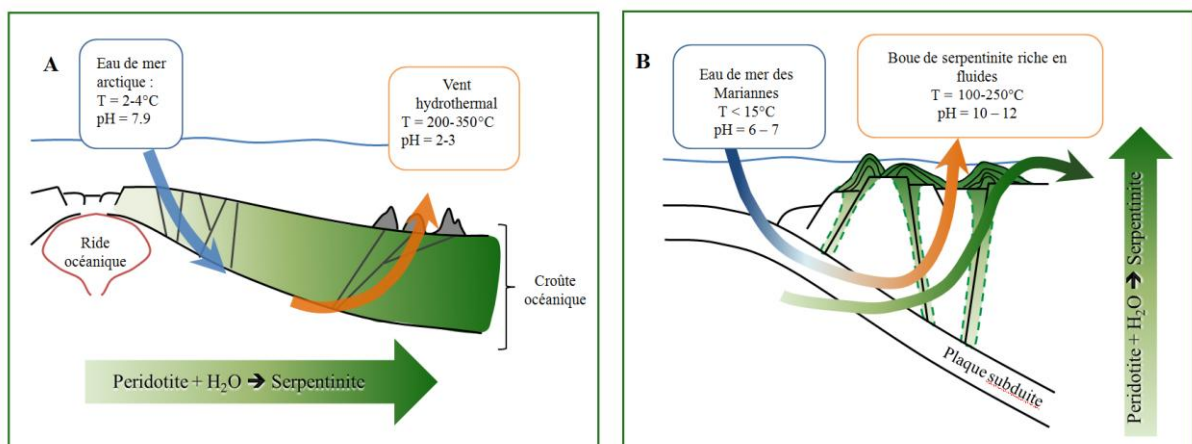 A
Eau de mer
arctique :
T = 2-4°C
pH = 7.9
Vent
hydrothermal
T = 200-350°C
pH = 2-3
Ride
océanique
Croûte
océanique
Peridotite + H₂O ➔ Serpentinite
B
Eau de mer des
Mariannes
T < 15°C
pH = 6 – 7
Boue de serpentinite riche en
fluides
T = 100-250°C
pH = 10 – 12
Plaque subduite
Peridotite + H₂O ➔ Serpentinite